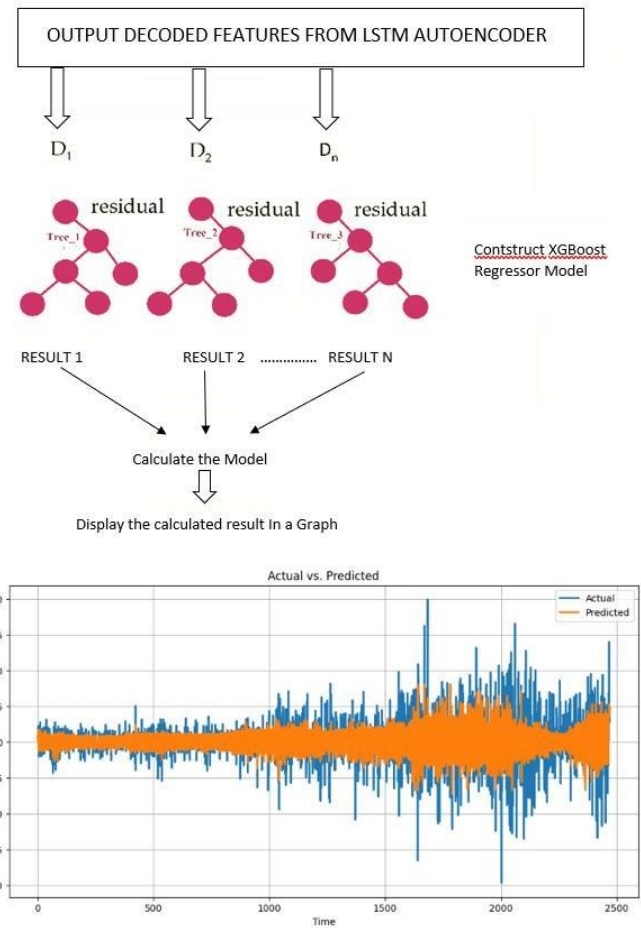 OUTPUT DECODED FEATURES FROM LSTM AUTOENCODER
D1 D2 Dn
residual residual residual
Tree_1 Tree_2 Tree_3
Contstruct XGBoost
Regressor Model
RESULT 1 RESULT 2 ............... RESULT N
Calculate the Model
Display the calculated result In a Graph
Actual vs. Predicted
Actual
Predicted
0 500 1000 1500 2000 2500
Time